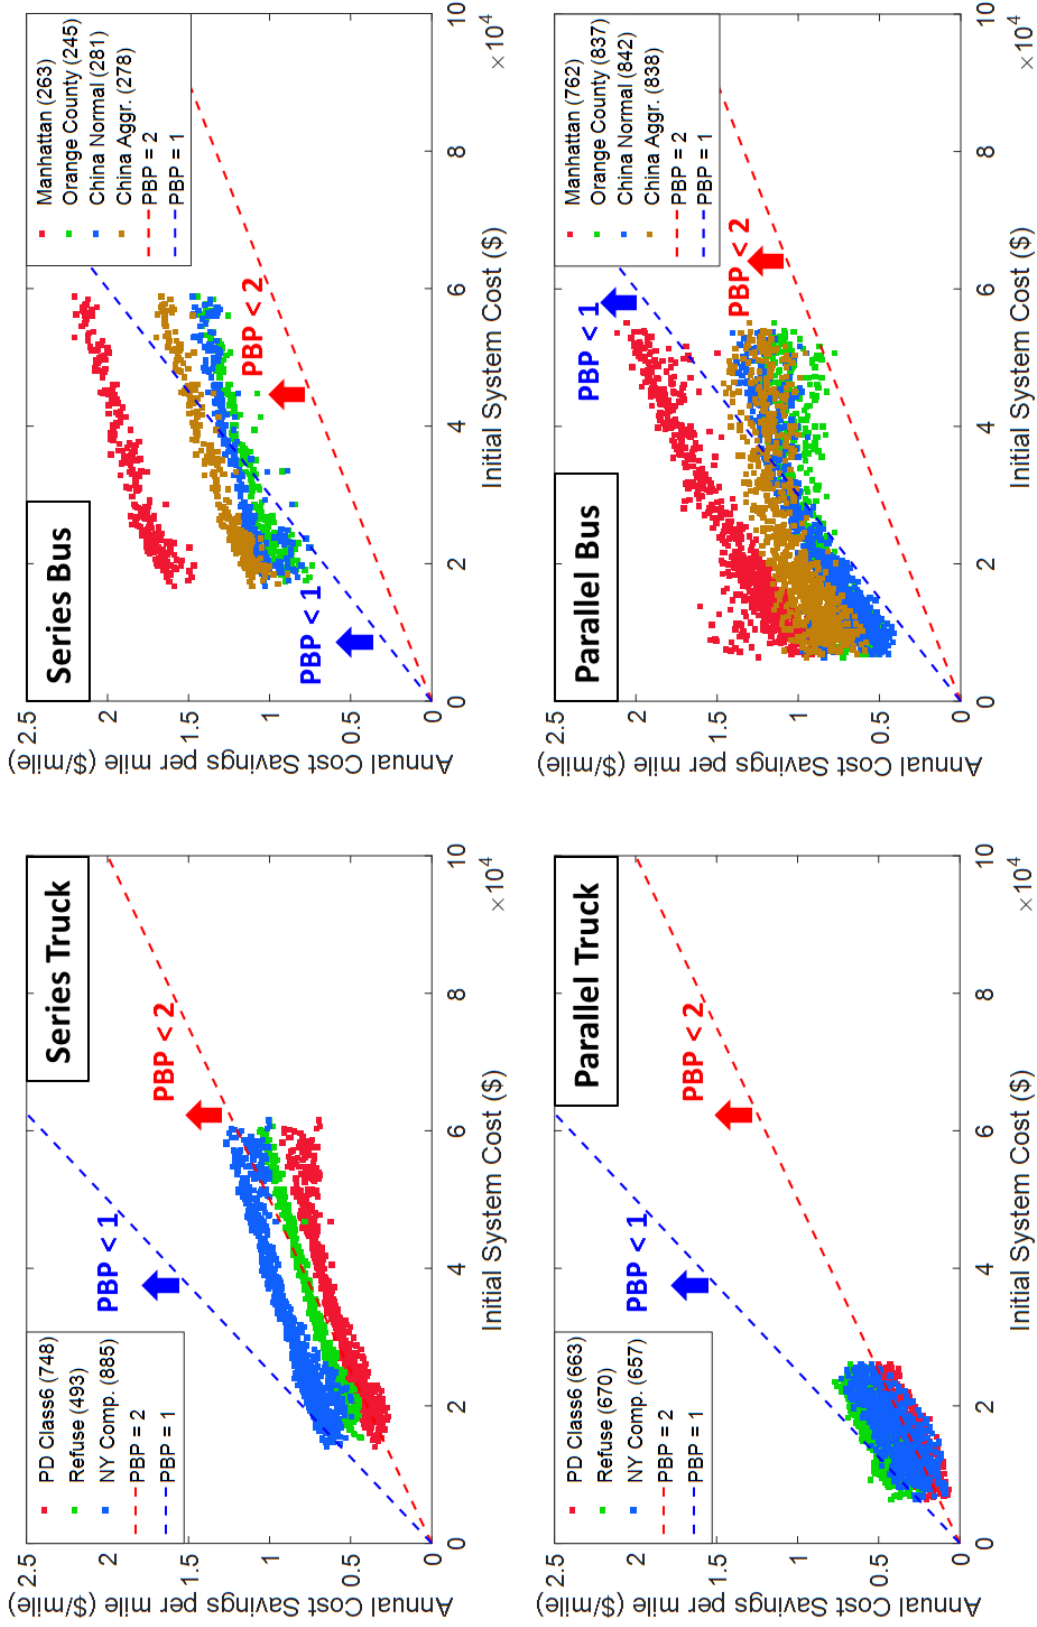 Series Truck
Annual Cost Savings per mile ($/mile)
2.5
2
1.5
1
0.5
0
PD Class6 (748)
Refuse (493)
NY Comp. (885)
PBP = 2
PBP = 1
PBP < 1
PBP < 2
0 2 4 6 8 10
×10⁴
Initial System Cost ($)
Series Bus
Annual Cost Savings per mile ($/mile)
2.5
2
1.5
1
0.5
0
Manhattan (263)
Orange County (245)
China Normal (281)
China Aggr. (278)
PBP = 2
PBP = 1
PBP < 1
PBP < 2
0 2 4 6 8 10
×10⁴
Initial System Cost ($)
Parallel Truck
Annual Cost Savings per mile ($/mile)
2.5
2
1.5
1
0.5
0
PD Class6 (663)
Refuse (670)
NY Comp. (657)
PBP = 2
PBP = 1
PBP < 1
PBP < 2
0 2 4 6 8 10
×10⁴
Initial System Cost ($)
Parallel Bus
Annual Cost Savings per mile ($/mile)
2.5
2
1.5
1
0.5
0
Manhattan (762)
Orange County (837)
China Normal (842)
China Aggr. (838)
PBP = 2
PBP = 1
PBP < 1
PBP < 2
0 2 4 6 8 10
×10⁴
Initial System Cost ($)